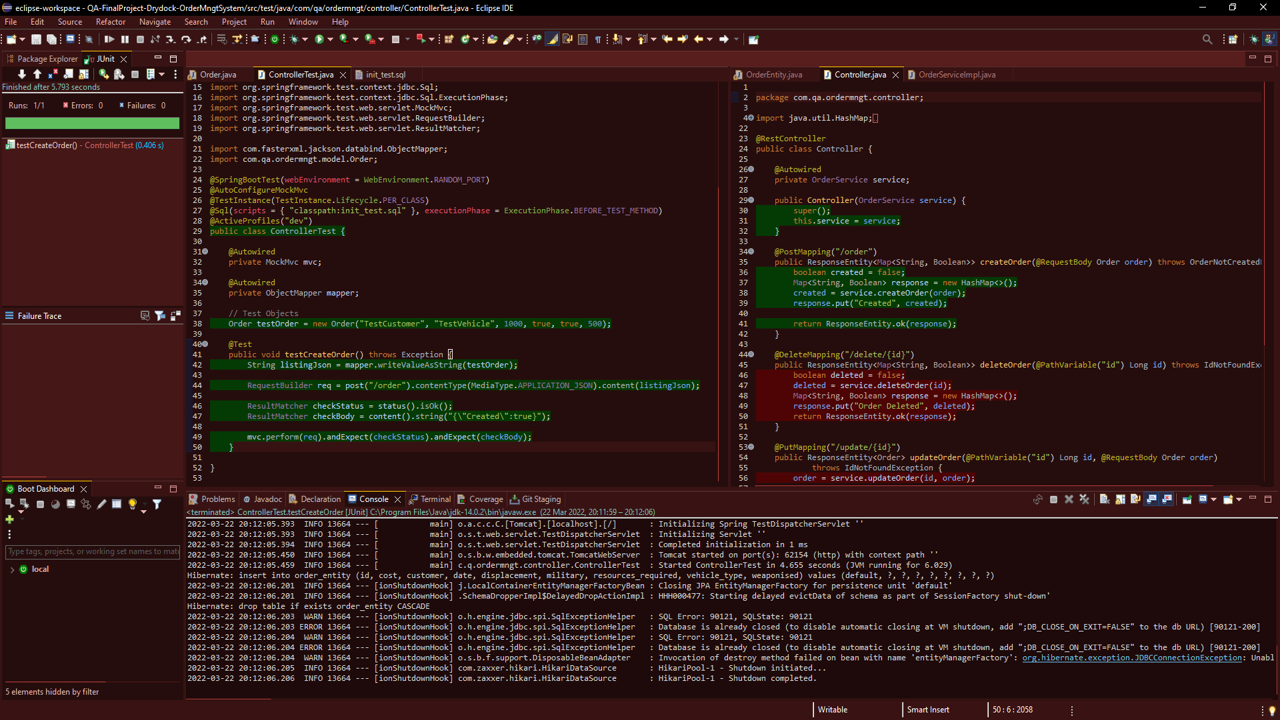 eclipse-workspace - QA-FinalProject-Drydock-OrderMngtSystem/src/test/java/com/qa/ordermngt/controller/ControllerTest.java - Eclipse IDE
File Edit Source Refactor Navigate Search Project Run Window Help
Package Explorer JUnit
Finished after 5.793 seconds
Runs: 1/1 Errors: 0 Failures: 0
testCreateOrder() - ControllerTest (0.406 s)
Failure Trace
Boot Dashboard
Type tags, projects, or working set names to match
local
5 elements hidden by filter
Order.java ControllerTest.java init_test.sql
15 import org.springframework.test.context.jdbc.Sql;
16 import org.springframework.test.context.jdbc.Sql.ExecutionPhase;
17 import org.springframework.test.web.servlet.MockMvc;
18 import org.springframework.test.web.servlet.RequestBuilder;
19 import org.springframework.test.web.servlet.ResultMatcher;
20
21 import com.fasterxml.jackson.databind.ObjectMapper;
22 import com.qa.ordermngt.model.Order;
23
24 @SpringBootTest(webEnvironment = WebEnvironment.RANDOM_PORT)
25 @AutoConfigureMockMvc
26 @TestInstance(TestInstance.Lifecycle.PER_CLASS)
27 @Sql(scripts = { "classpath:init_test.sql" }, executionPhase = ExecutionPhase.BEFORE_TEST_METHOD)
28 @ActiveProfiles("dev")
29 public class ControllerTest {
30
31 @Autowired
32 private MockMvc mvc;
33
34 @Autowired
35 private ObjectMapper mapper;
36
37 // Test Objects
38 Order testOrder = new Order("TestCustomer", "TestVehicle", 1000, true, true, 500);
39
40 @Test
41 public void testCreateOrder() throws Exception {
42 String listingJson = mapper.writeValueAsString(testOrder);
43
44 RequestBuilder req = post("/order").contentType(MediaType.APPLICATION_JSON).content(listingJson);
45
46 ResultMatcher checkStatus = status().isOk();
47 ResultMatcher checkBody = content().string("{\"Created\":true}");
48
49 mvc.perform(req).andExpect(checkStatus).andExpect(checkBody);
50 }
51
52 }
53
OrderEntity.java Controller.java OrderServiceImpl.java
1
2 package com.qa.ordermngt.controller;
3
4 import java.util.HashMap;
22
23 @RestController
24 public class Controller {
25
26 @Autowired
27 private OrderService service;
28
29 public Controller(OrderService service) {
30 super();
31 this.service = service;
32 }
33
34 @PostMapping("/order")
35 public ResponseEntity<Map<String, Boolean>> createOrder(@RequestBody Order order) throws OrderNotCreated
36 boolean created = false;
37 Map<String, Boolean> response = new HashMap<>();
38 created = service.createOrder(order);
39 response.put("Created", created);
40
41 return ResponseEntity.ok(response);
42 }
43
44 @DeleteMapping("/delete/{id}")
45 public ResponseEntity<Map<String, Boolean>> deleteOrder(@PathVariable("id") Long id) throws IdNotFoundEx
46 boolean deleted = false;
47 deleted = service.deleteOrder(id);
48 Map<String, Boolean> response = new HashMap<>();
49 response.put("Order Deleted", deleted);
50 return ResponseEntity.ok(response);
51 }
52
53 @PutMapping("/update/{id}")
54 public ResponseEntity<Order> updateOrder(@PathVariable("id") Long id, @RequestBody Order order)
55 throws IdNotFoundException {
56 order = service.updateOrder(id, order);
Problems Javadoc Declaration Console Terminal Coverage Git Staging
<terminated> ControllerTest.testCreateOrder [JUnit] C:\Program Files\Java\jdk-14.0.2\bin\javaw.exe (22 Mar 2022, 20:11:59 – 20:12:06)
2022-03-22 20:12:05.393 INFO 13664 --- [ main] o.a.c.c.C.[Tomcat].[localhost].[/] : Initializing Spring TestDispatcherServlet ''
2022-03-22 20:12:05.393 INFO 13664 --- [ main] o.s.t.web.servlet.TestDispatcherServlet : Initializing Servlet ''
2022-03-22 20:12:05.394 INFO 13664 --- [ main] o.s.t.web.servlet.TestDispatcherServlet : Completed initialization in 1 ms
2022-03-22 20:12:05.450 INFO 13664 --- [ main] o.s.b.w.embedded.tomcat.TomcatWebServer : Tomcat started on port(s): 62154 (http) with context path ''
2022-03-22 20:12:05.459 INFO 13664 --- [ main] c.q.ordermngt.controller.ControllerTest : Started ControllerTest in 4.655 seconds (JVM running for 6.029)
Hibernate: insert into order_entity (id, cost, customer, date, displacement, military, resources_required, vehicle_type, weaponised) values (default, ?, ?, ?, ?, ?, ?, ?, ?)
2022-03-22 20:12:06.201 INFO 13664 --- [ionShutdownHook] j.LocalContainerEntityManagerFactoryBean : Closing JPA EntityManagerFactory for persistence unit 'default'
2022-03-22 20:12:06.201 INFO 13664 --- [ionShutdownHook] .SchemaDropperImpl$DelayedDropActionImpl : HHH000477: Starting delayed evictData of schema as part of SessionFactory shut-down'
Hibernate: drop table if exists order_entity CASCADE
2022-03-22 20:12:06.203 WARN 13664 --- [ionShutdownHook] o.h.engine.jdbc.spi.SqlExceptionHelper : SQL Error: 90121, SQLState: 90121
2022-03-22 20:12:06.203 ERROR 13664 --- [ionShutdownHook] o.h.engine.jdbc.spi.SqlExceptionHelper : Database is already closed (to disable automatic closing at VM shutdown, add ";DB_CLOSE_ON_EXIT=FALSE" to the db URL) [90121-200]
2022-03-22 20:12:06.204 WARN 13664 --- [ionShutdownHook] o.h.engine.jdbc.spi.SqlExceptionHelper : SQL Error: 90121, SQLState: 90121
2022-03-22 20:12:06.204 ERROR 13664 --- [ionShutdownHook] o.h.engine.jdbc.spi.SqlExceptionHelper : Database is already closed (to disable automatic closing at VM shutdown, add ";DB_CLOSE_ON_EXIT=FALSE" to the db URL) [90121-200]
2022-03-22 20:12:06.204 WARN 13664 --- [ionShutdownHook] o.s.b.f.support.DisposableBeanAdapter : Invocation of destroy method failed on bean with name 'entityManagerFactory': org.hibernate.exception.JDBCConnectionException: Unabl
2022-03-22 20:12:06.205 INFO 13664 --- [ionShutdownHook] com.zaxxer.hikari.HikariDataSource : HikariPool-1 - Shutdown initiated...
2022-03-22 20:12:06.206 INFO 13664 --- [ionShutdownHook] com.zaxxer.hikari.HikariDataSource : HikariPool-1 - Shutdown completed.
Writable Smart Insert 50 : 6 : 2058